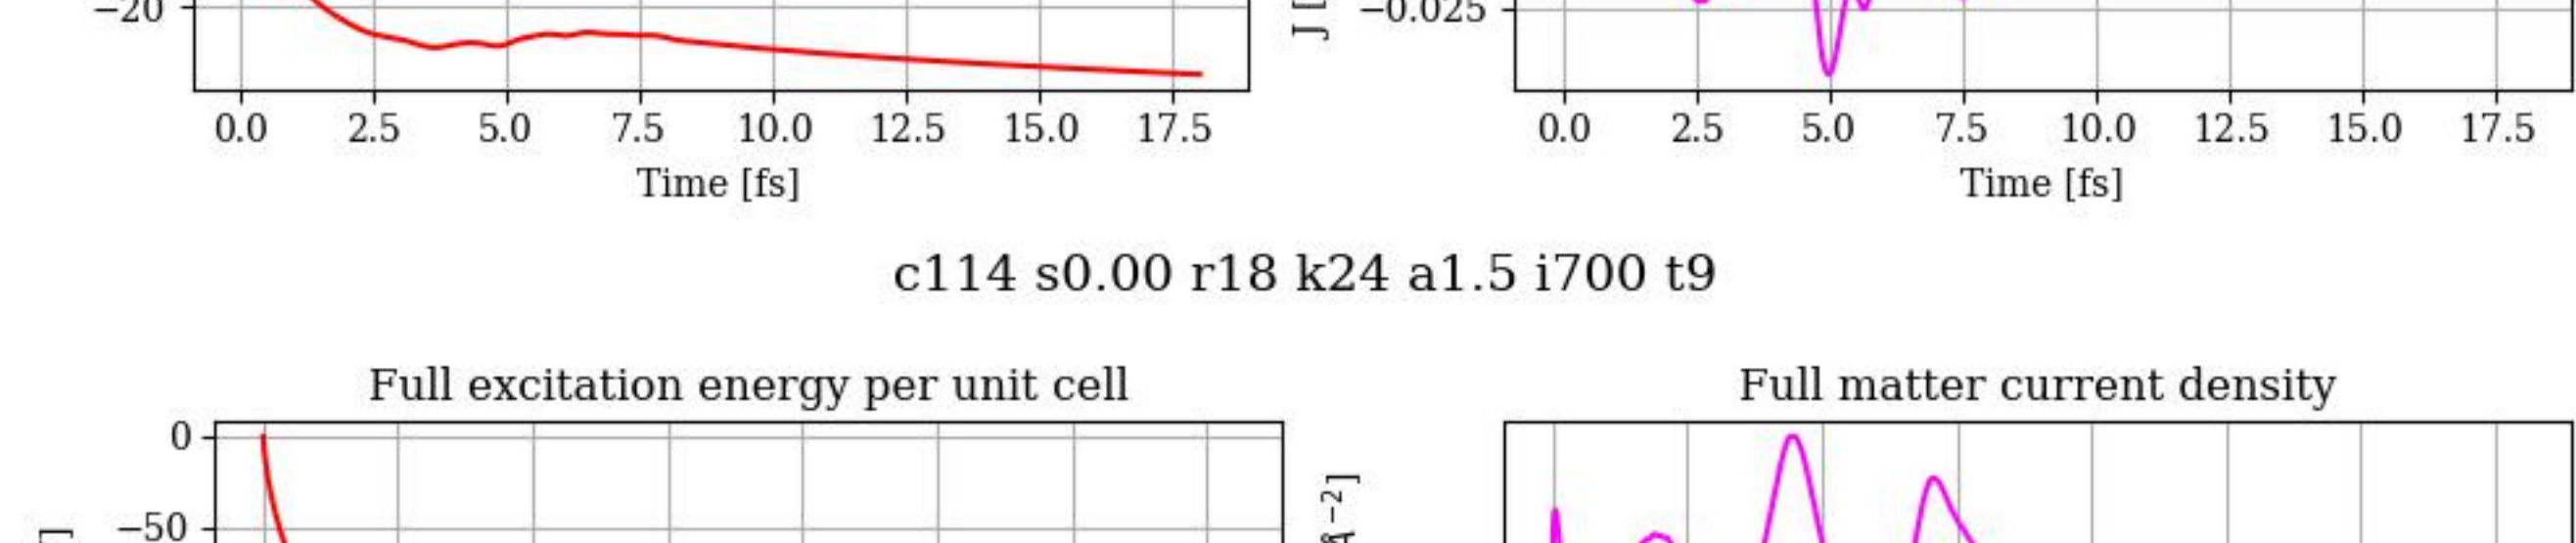 −20
0.0 2.5 5.0 7.5 10.0 12.5 15.0 17.5
Time [fs]
J [
−0.025
0.0 2.5 5.0 7.5 10.0 12.5 15.0 17.5
Time [fs]
c114 s0.00 r18 k24 a1.5 i700 t9
Full excitation energy per unit cell
0
−50
]
Full matter current density
Å⁻²]